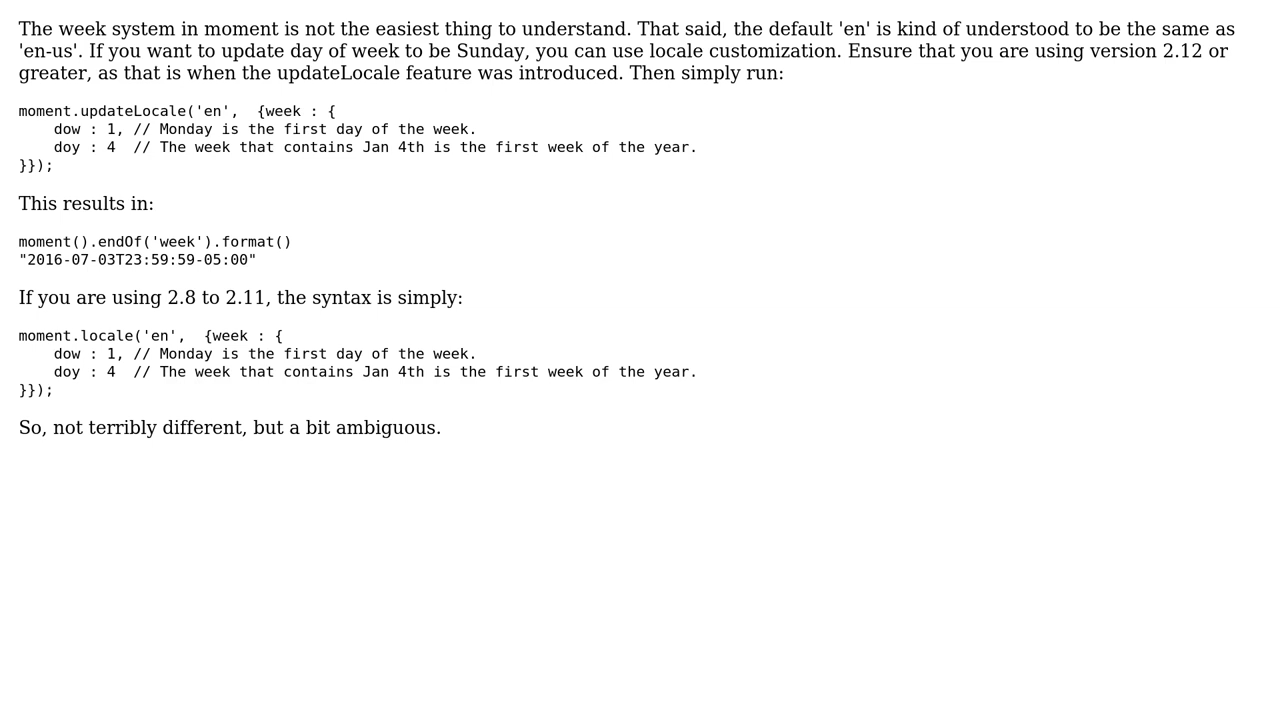 The week system in moment is not the easiest thing to understand. That said, the default 'en' is kind of understood to be the same as
'en-us'. If you want to update day of week to be Sunday, you can use locale customization. Ensure that you are using version 2.12 or
greater, as that is when the updateLocale feature was introduced. Then simply run:
moment.updateLocale('en',  {week : {
    dow : 1, // Monday is the first day of the week.
    doy : 4  // The week that contains Jan 4th is the first week of the year.
}});
This results in:
moment().endOf('week').format()
"2016-07-03T23:59:59-05:00"
If you are using 2.8 to 2.11, the syntax is simply:
moment.locale('en',  {week : {
    dow : 1, // Monday is the first day of the week.
    doy : 4  // The week that contains Jan 4th is the first week of the year.
}});
So, not terribly different, but a bit ambiguous.